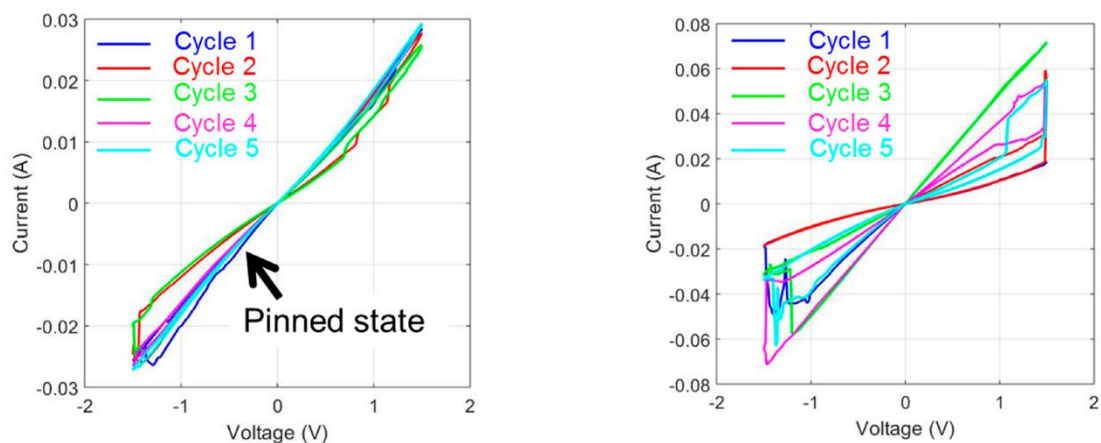 0.03
0.02
0.01
0
-0.01
-0.02
-0.03
Current (A)
Cycle 1
Cycle 2
Cycle 3
Cycle 4
Cycle 5
Pinned state
-2
-1
0
1
2
Voltage (V)
0.08
0.06
0.04
0.02
0
-0.02
-0.04
-0.06
-0.08
Current (A)
Cycle 1
Cycle 2
Cycle 3
Cycle 4
Cycle 5
-2
-1
0
1
2
Voltage (V)